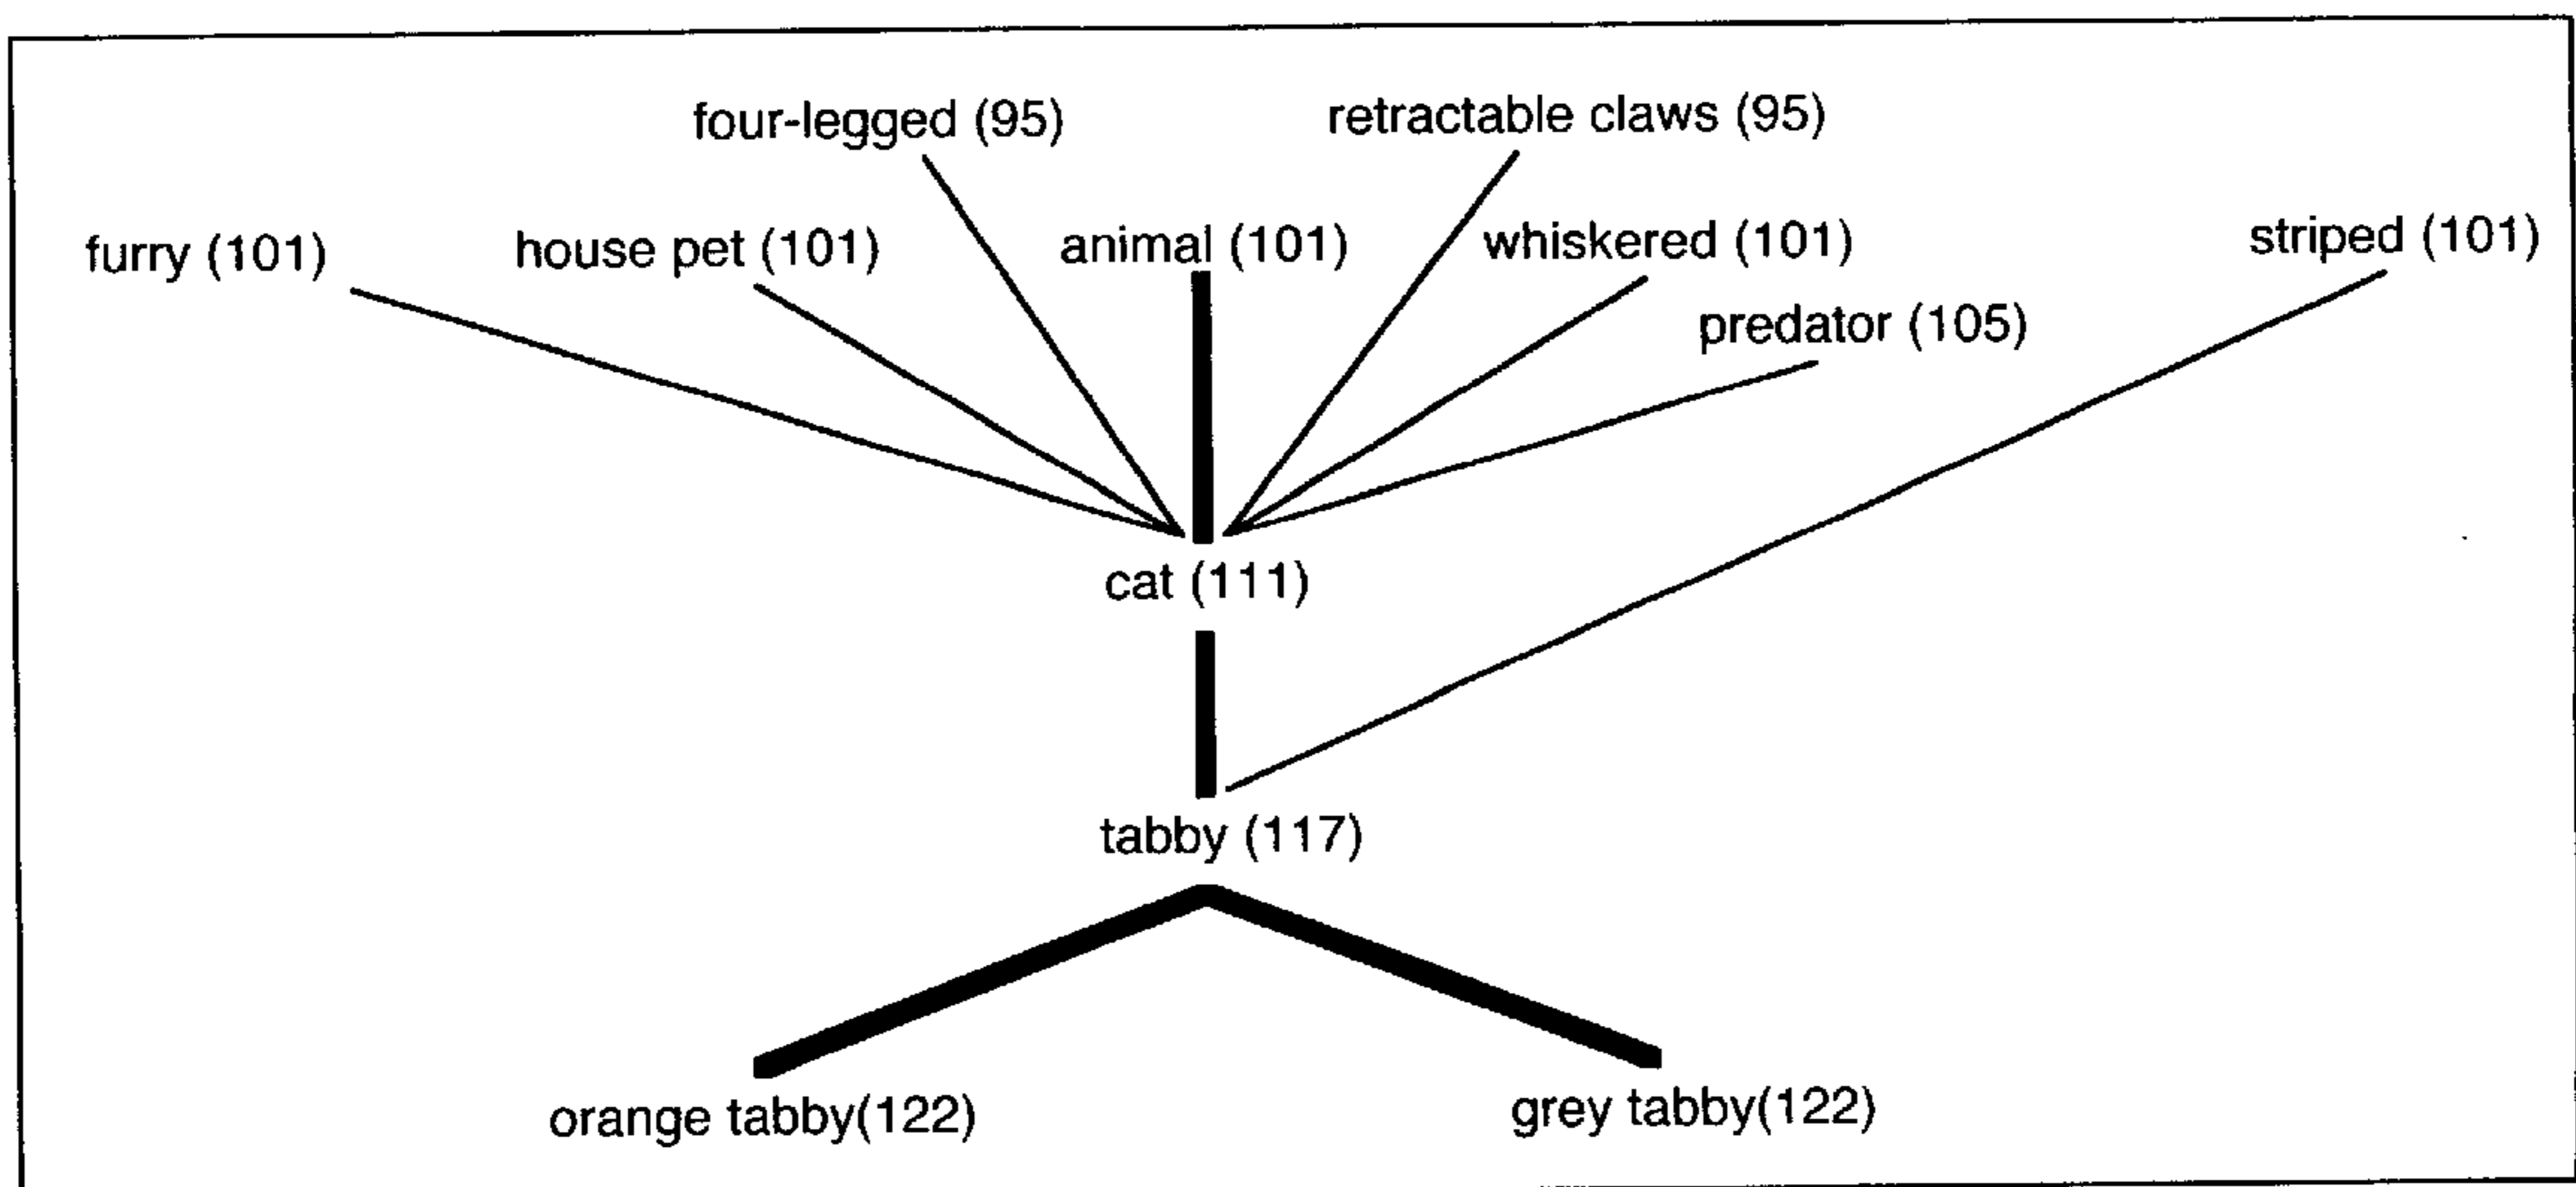 four-legged (95)
retractable claws (95)
furry (101)
house pet (101)
animal (101)
whiskered (101)
striped (101)
predator (105)
cat (111)
tabby (117)
orange tabby(122)
grey tabby(122)